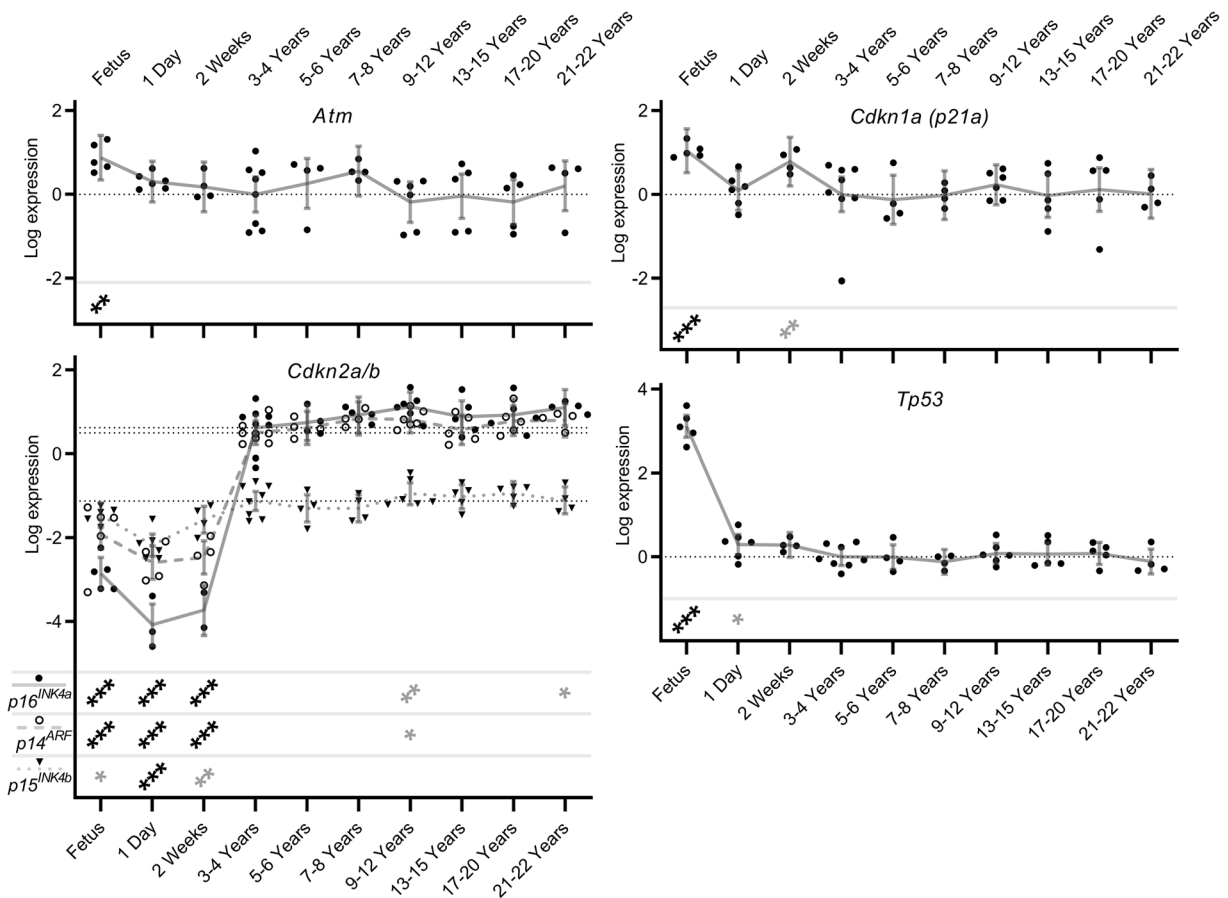 Fetus
1 Day
2 Weeks
3-4 Years
5-6 Years
7-8 Years
9-12 Years
13-15 Years
17-20 Years
21-22 Years
Atm
Log expression
2
0
-2
**
Cdkn2a/b
Log expression
2
0
-2
-4
p16INK4a
*** *** *** ** *
p14ARF
*** *** *** *
p15INK4b
* *** **
Fetus
1 Day
2 Weeks
3-4 Years
5-6 Years
7-8 Years
9-12 Years
13-15 Years
17-20 Years
21-22 Years
Fetus
1 Day
2 Weeks
3-4 Years
5-6 Years
7-8 Years
9-12 Years
13-15 Years
17-20 Years
21-22 Years
Cdkn1a (p21a)
Log expression
2
0
-2
*** **
Tp53
Log expression
4
2
0
*** *
Fetus
1 Day
2 Weeks
3-4 Years
5-6 Years
7-8 Years
9-12 Years
13-15 Years
17-20 Years
21-22 Years